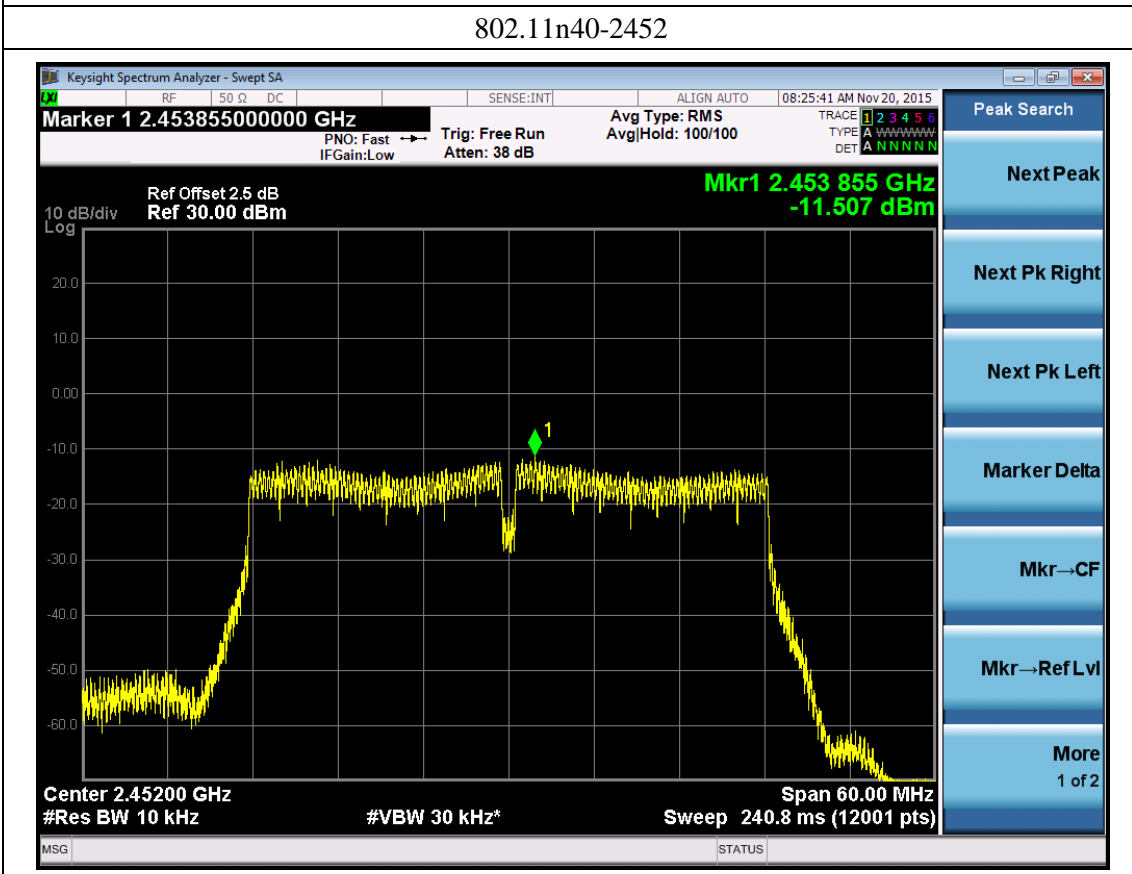 802.11n40-2452
Keysight Spectrum Analyzer - Swept SA
LXI RF 50 Ω DC SENSE:INT ALIGN AUTO 08:25:41 AM Nov 20, 2015
Marker 1 2.453855000000 GHz
PNO: Fast
IFGain:Low
Trig: Free Run
Atten: 38 dB
Avg Type: RMS
Avg|Hold: 100/100
TRACE 1 2 3 4 5 6
TYPE A WWWWW
DET A N N N N N
Mkr1 2.453 855 GHz
-11.507 dBm
Ref Offset 2.5 dB
10 dB/div Ref 30.00 dBm
Log
20.0
10.0
0.00
-10.0
-20.0
-30.0
-40.0
-50.0
-60.0
1
Center 2.45200 GHz Span 60.00 MHz
#Res BW 10 kHz #VBW 30 kHz* Sweep 240.8 ms (12001 pts)
MSG STATUS
Peak Search
Next Peak
Next Pk Right
Next Pk Left
Marker Delta
Mkr→CF
Mkr→Ref Lvl
More
1 of 2